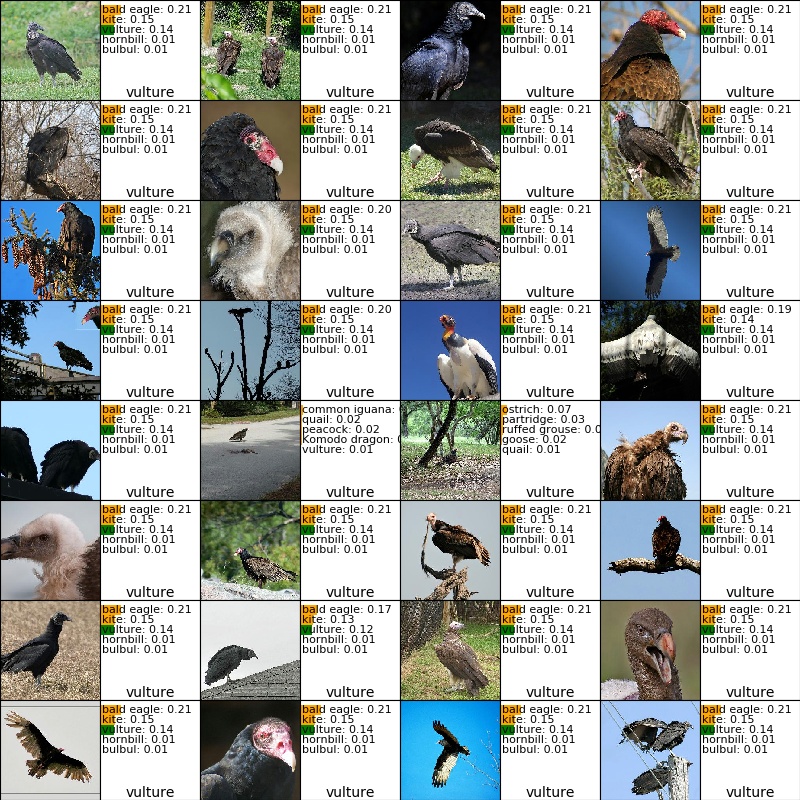 bald eagle: 0.21
kite: 0.15
vulture: 0.14
hornbill: 0.01
bulbul: 0.01
vulture
bald eagle: 0.21
kite: 0.15
vulture: 0.14
hornbill: 0.01
bulbul: 0.01
vulture
bald eagle: 0.21
kite: 0.15
vulture: 0.14
hornbill: 0.01
bulbul: 0.01
vulture
bald eagle: 0.21
kite: 0.15
vulture: 0.14
hornbill: 0.01
bulbul: 0.01
vulture
bald eagle: 0.21
kite: 0.15
vulture: 0.14
hornbill: 0.01
bulbul: 0.01
vulture
bald eagle: 0.21
kite: 0.15
vulture: 0.14
hornbill: 0.01
bulbul: 0.01
vulture
bald eagle: 0.21
kite: 0.15
vulture: 0.14
hornbill: 0.01
bulbul: 0.01
vulture
bald eagle: 0.21
kite: 0.15
vulture: 0.14
hornbill: 0.01
bulbul: 0.01
vulture
bald eagle: 0.21
kite: 0.15
vulture: 0.14
hornbill: 0.01
bulbul: 0.01
vulture
bald eagle: 0.20
kite: 0.15
vulture: 0.14
hornbill: 0.01
bulbul: 0.01
vulture
bald eagle: 0.21
kite: 0.15
vulture: 0.14
hornbill: 0.01
bulbul: 0.01
vulture
bald eagle: 0.21
kite: 0.15
vulture: 0.14
hornbill: 0.01
bulbul: 0.01
vulture
bald eagle: 0.21
kite: 0.15
vulture: 0.14
hornbill: 0.01
bulbul: 0.01
vulture
bald eagle: 0.20
kite: 0.15
vulture: 0.14
hornbill: 0.01
bulbul: 0.01
vulture
bald eagle: 0.21
kite: 0.15
vulture: 0.14
hornbill: 0.01
bulbul: 0.01
vulture
bald eagle: 0.19
kite: 0.14
vulture: 0.14
hornbill: 0.01
bulbul: 0.01
vulture
bald eagle: 0.21
kite: 0.15
vulture: 0.14
hornbill: 0.01
bulbul: 0.01
vulture
common iguana:
quail: 0.02
peacock: 0.02
Komodo dragon:
vulture: 0.01
vulture
ostrich: 0.07
partridge: 0.03
ruffed grouse: 0.0
goose: 0.02
quail: 0.01
vulture
bald eagle: 0.21
kite: 0.15
vulture: 0.14
hornbill: 0.01
bulbul: 0.01
vulture
bald eagle: 0.21
kite: 0.15
vulture: 0.14
hornbill: 0.01
bulbul: 0.01
vulture
bald eagle: 0.21
kite: 0.15
vulture: 0.14
hornbill: 0.01
bulbul: 0.01
vulture
bald eagle: 0.21
kite: 0.15
vulture: 0.14
hornbill: 0.01
bulbul: 0.01
vulture
bald eagle: 0.21
kite: 0.15
vulture: 0.14
hornbill: 0.01
bulbul: 0.01
vulture
bald eagle: 0.21
kite: 0.15
vulture: 0.14
hornbill: 0.01
bulbul: 0.01
vulture
bald eagle: 0.17
kite: 0.13
vulture: 0.12
hornbill: 0.01
bulbul: 0.01
vulture
bald eagle: 0.21
kite: 0.15
vulture: 0.14
hornbill: 0.01
bulbul: 0.01
vulture
bald eagle: 0.21
kite: 0.15
vulture: 0.14
hornbill: 0.01
bulbul: 0.01
vulture
bald eagle: 0.21
kite: 0.15
vulture: 0.14
hornbill: 0.01
bulbul: 0.01
vulture
bald eagle: 0.21
kite: 0.15
vulture: 0.14
hornbill: 0.01
bulbul: 0.01
vulture
bald eagle: 0.21
kite: 0.15
vulture: 0.14
hornbill: 0.01
bulbul: 0.01
vulture
bald eagle: 0.21
kite: 0.15
vulture: 0.14
hornbill: 0.01
bulbul: 0.01
vulture